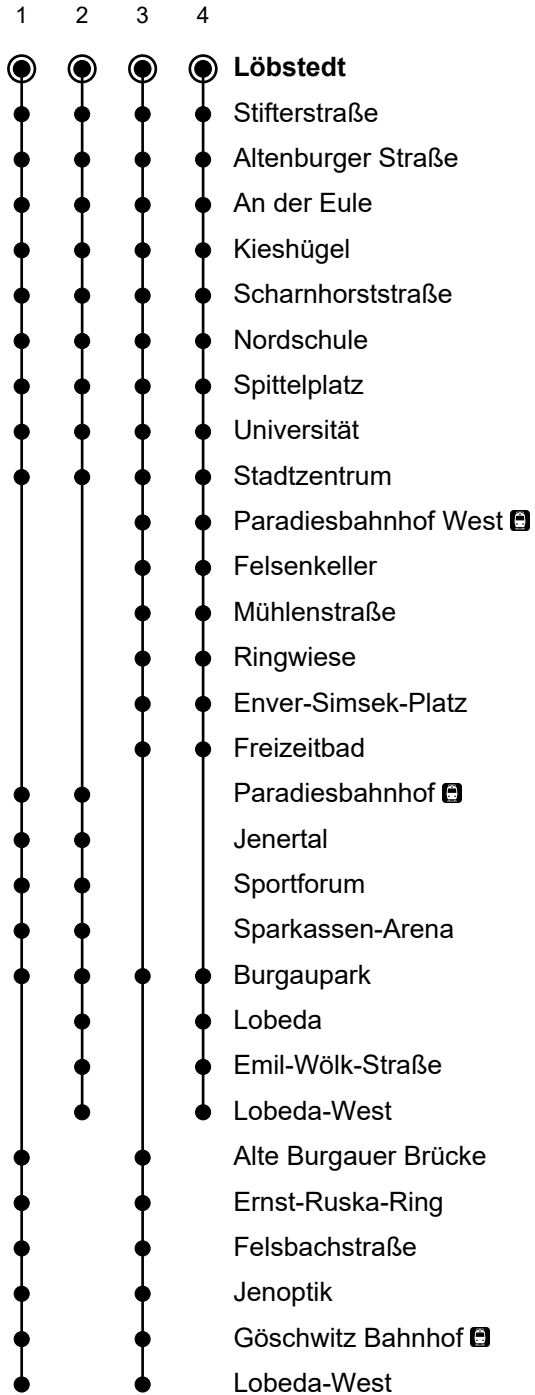 1 2 3 4
Löbstedt
Stifterstraße
Altenburger Straße
An der Eule
Kieshügel
Scharnhorststraße
Nordschule
Spittelplatz
Universität
Stadtzentrum
Paradiesbahnhof West
Felsenkeller
Mühlenstraße
Ringwiese
Enver-Simsek-Platz
Freizeitbad
Paradiesbahnhof
Jenertal
Sportforum
Sparkassen-Arena
Burgaupark
Lobeda
Emil-Wölk-Straße
Lobeda-West
Alte Burgauer Brücke
Ernst-Ruska-Ring
Felsbachstraße
Jenoptik
Göschwitz Bahnhof
Lobeda-West